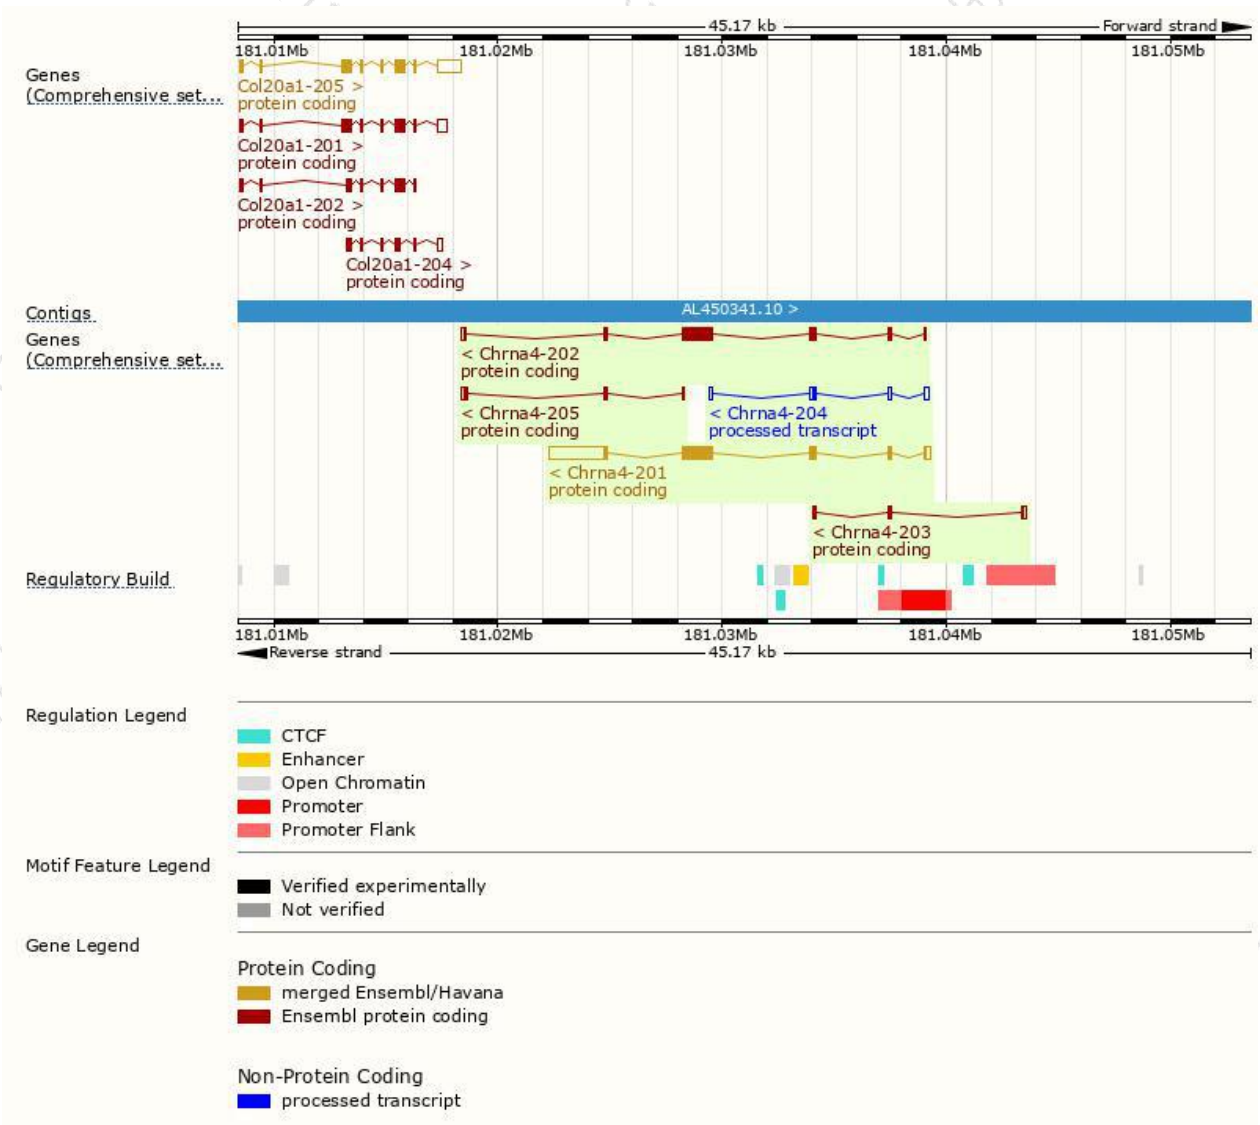 45.17 kb
Forward strand
181.01Mb 181.02Mb 181.03Mb 181.04Mb 181.05Mb
Genes
(Comprehensive set...
Col20a1-205 >
protein coding
Col20a1-201 >
protein coding
Col20a1-202 >
protein coding
Col20a1-204 >
protein coding
Contigs
AL450341.10 >
Genes
(Comprehensive set...
< Chrna4-202
protein coding
< Chrna4-205
protein coding
< Chrna4-204
processed transcript
< Chrna4-201
protein coding
< Chrna4-203
protein coding
Regulatory Build
181.01Mb 181.02Mb 181.03Mb 181.04Mb 181.05Mb
Reverse strand
45.17 kb
Regulation Legend
CTCF
Enhancer
Open Chromatin
Promoter
Promoter Flank
Motif Feature Legend
Verified experimentally
Not verified
Gene Legend
Protein Coding
merged Ensembl/Havana
Ensembl protein coding
Non-Protein Coding
processed transcript